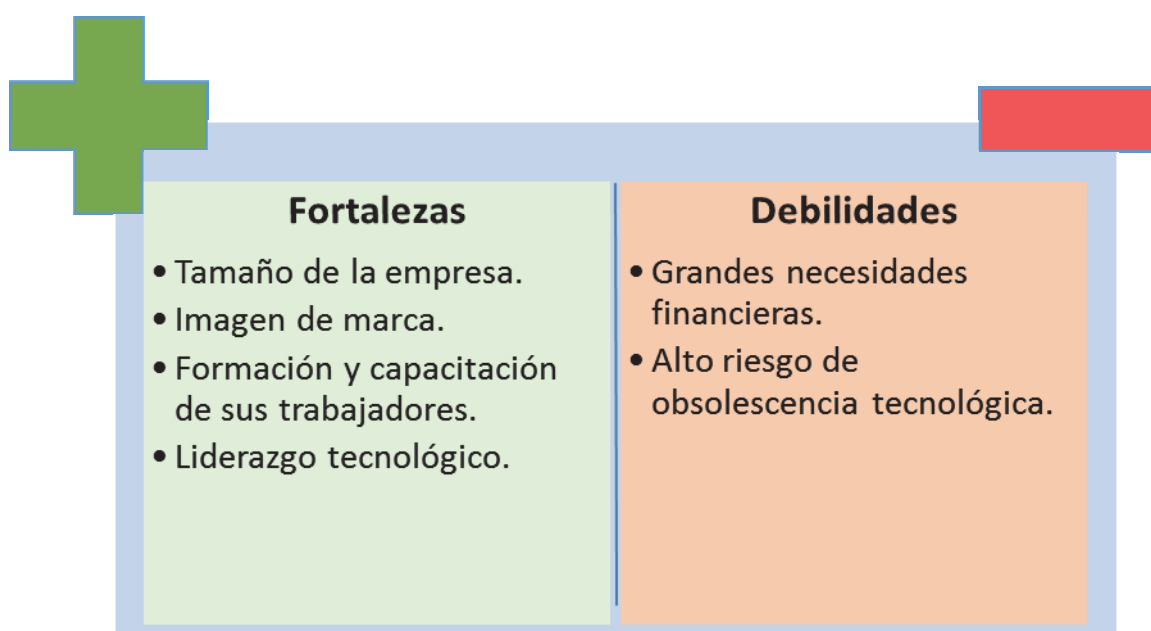 Fortalezas
• Tamaño de la empresa.
• Imagen de marca.
• Formación y capacitación
de sus trabajadores.
• Liderazgo tecnológico.
Debilidades
• Grandes necesidades
financieras.
• Alto riesgo de
obsolescencia tecnológica.